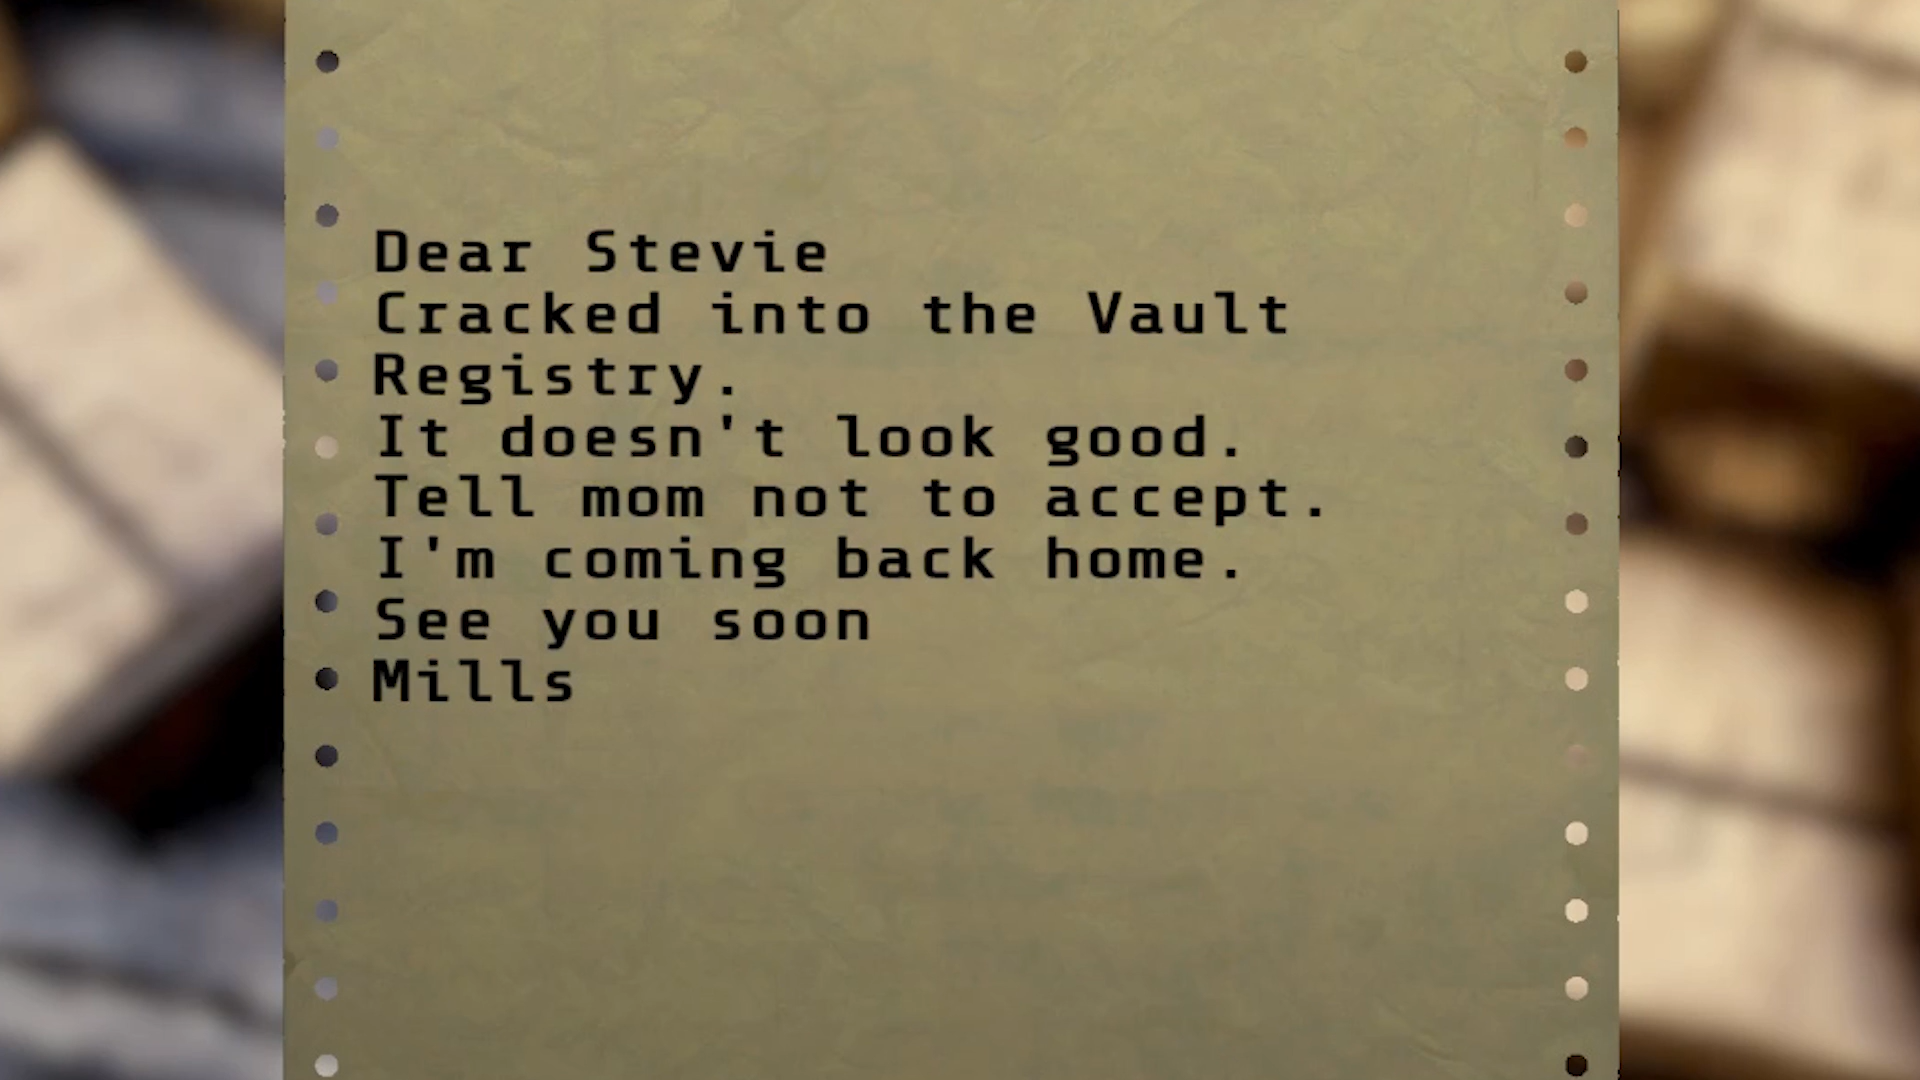 Dear Stevie
Cracked into the Vault
Registry.
It doesn't look good.
Tell mom not to accept.
I'm coming back home.
See you soon
Mills